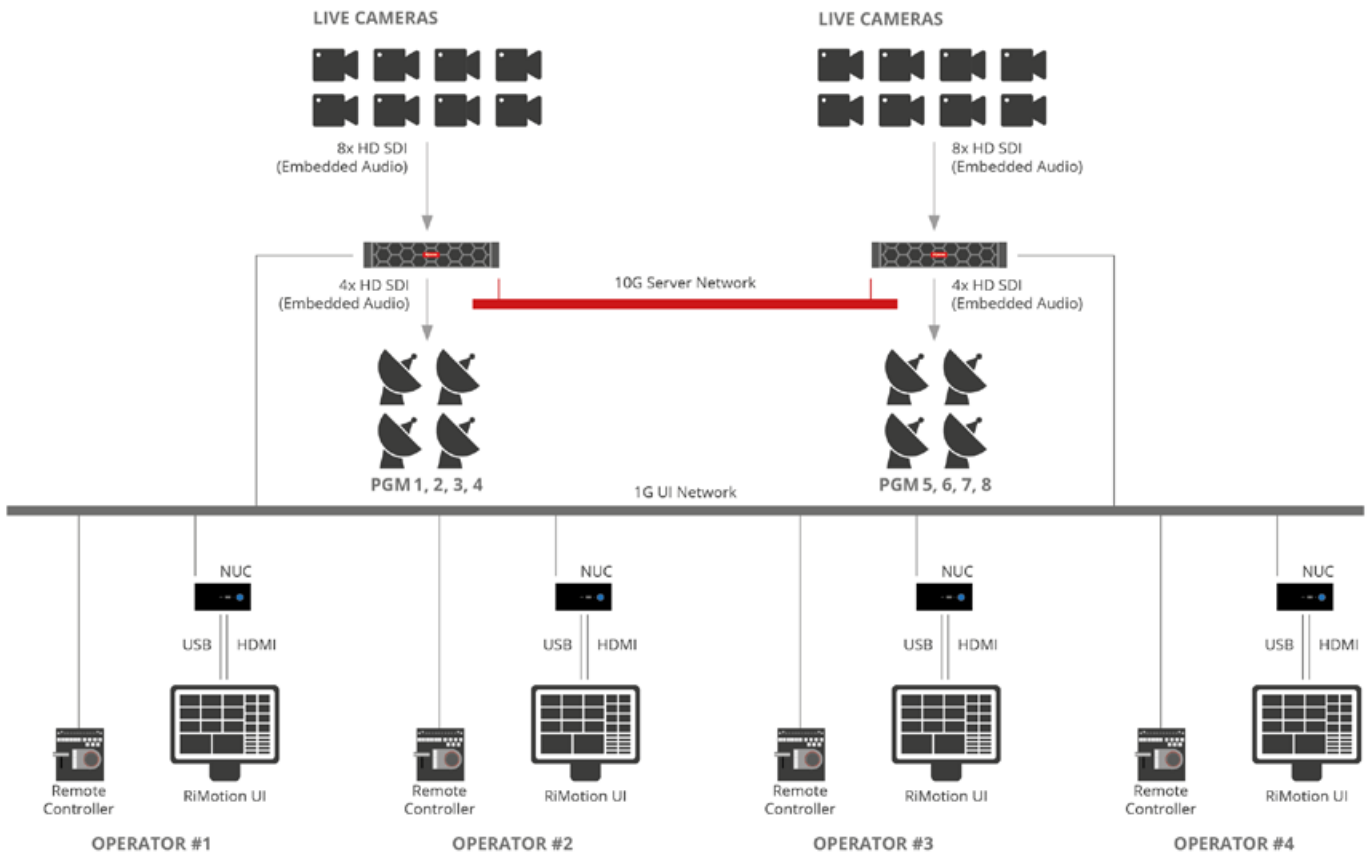 LIVE CAMERAS
LIVE CAMERAS
8x HD SDI
(Embedded Audio)
8x HD SDI
(Embedded Audio)
4x HD SDI
(Embedded Audio)
10G Server Network
4x HD SDI
(Embedded Audio)
PGM 1, 2, 3, 4
PGM 5, 6, 7, 8
1G UI Network
NUC
NUC
NUC
NUC
USB
HDMI
USB
HDMI
USB
HDMI
USB
HDMI
Remote
Controller
RiMotion UI
Remote
Controller
RiMotion UI
Remote
Controller
RiMotion UI
Remote
Controller
RiMotion UI
OPERATOR #1
OPERATOR #2
OPERATOR #3
OPERATOR #4